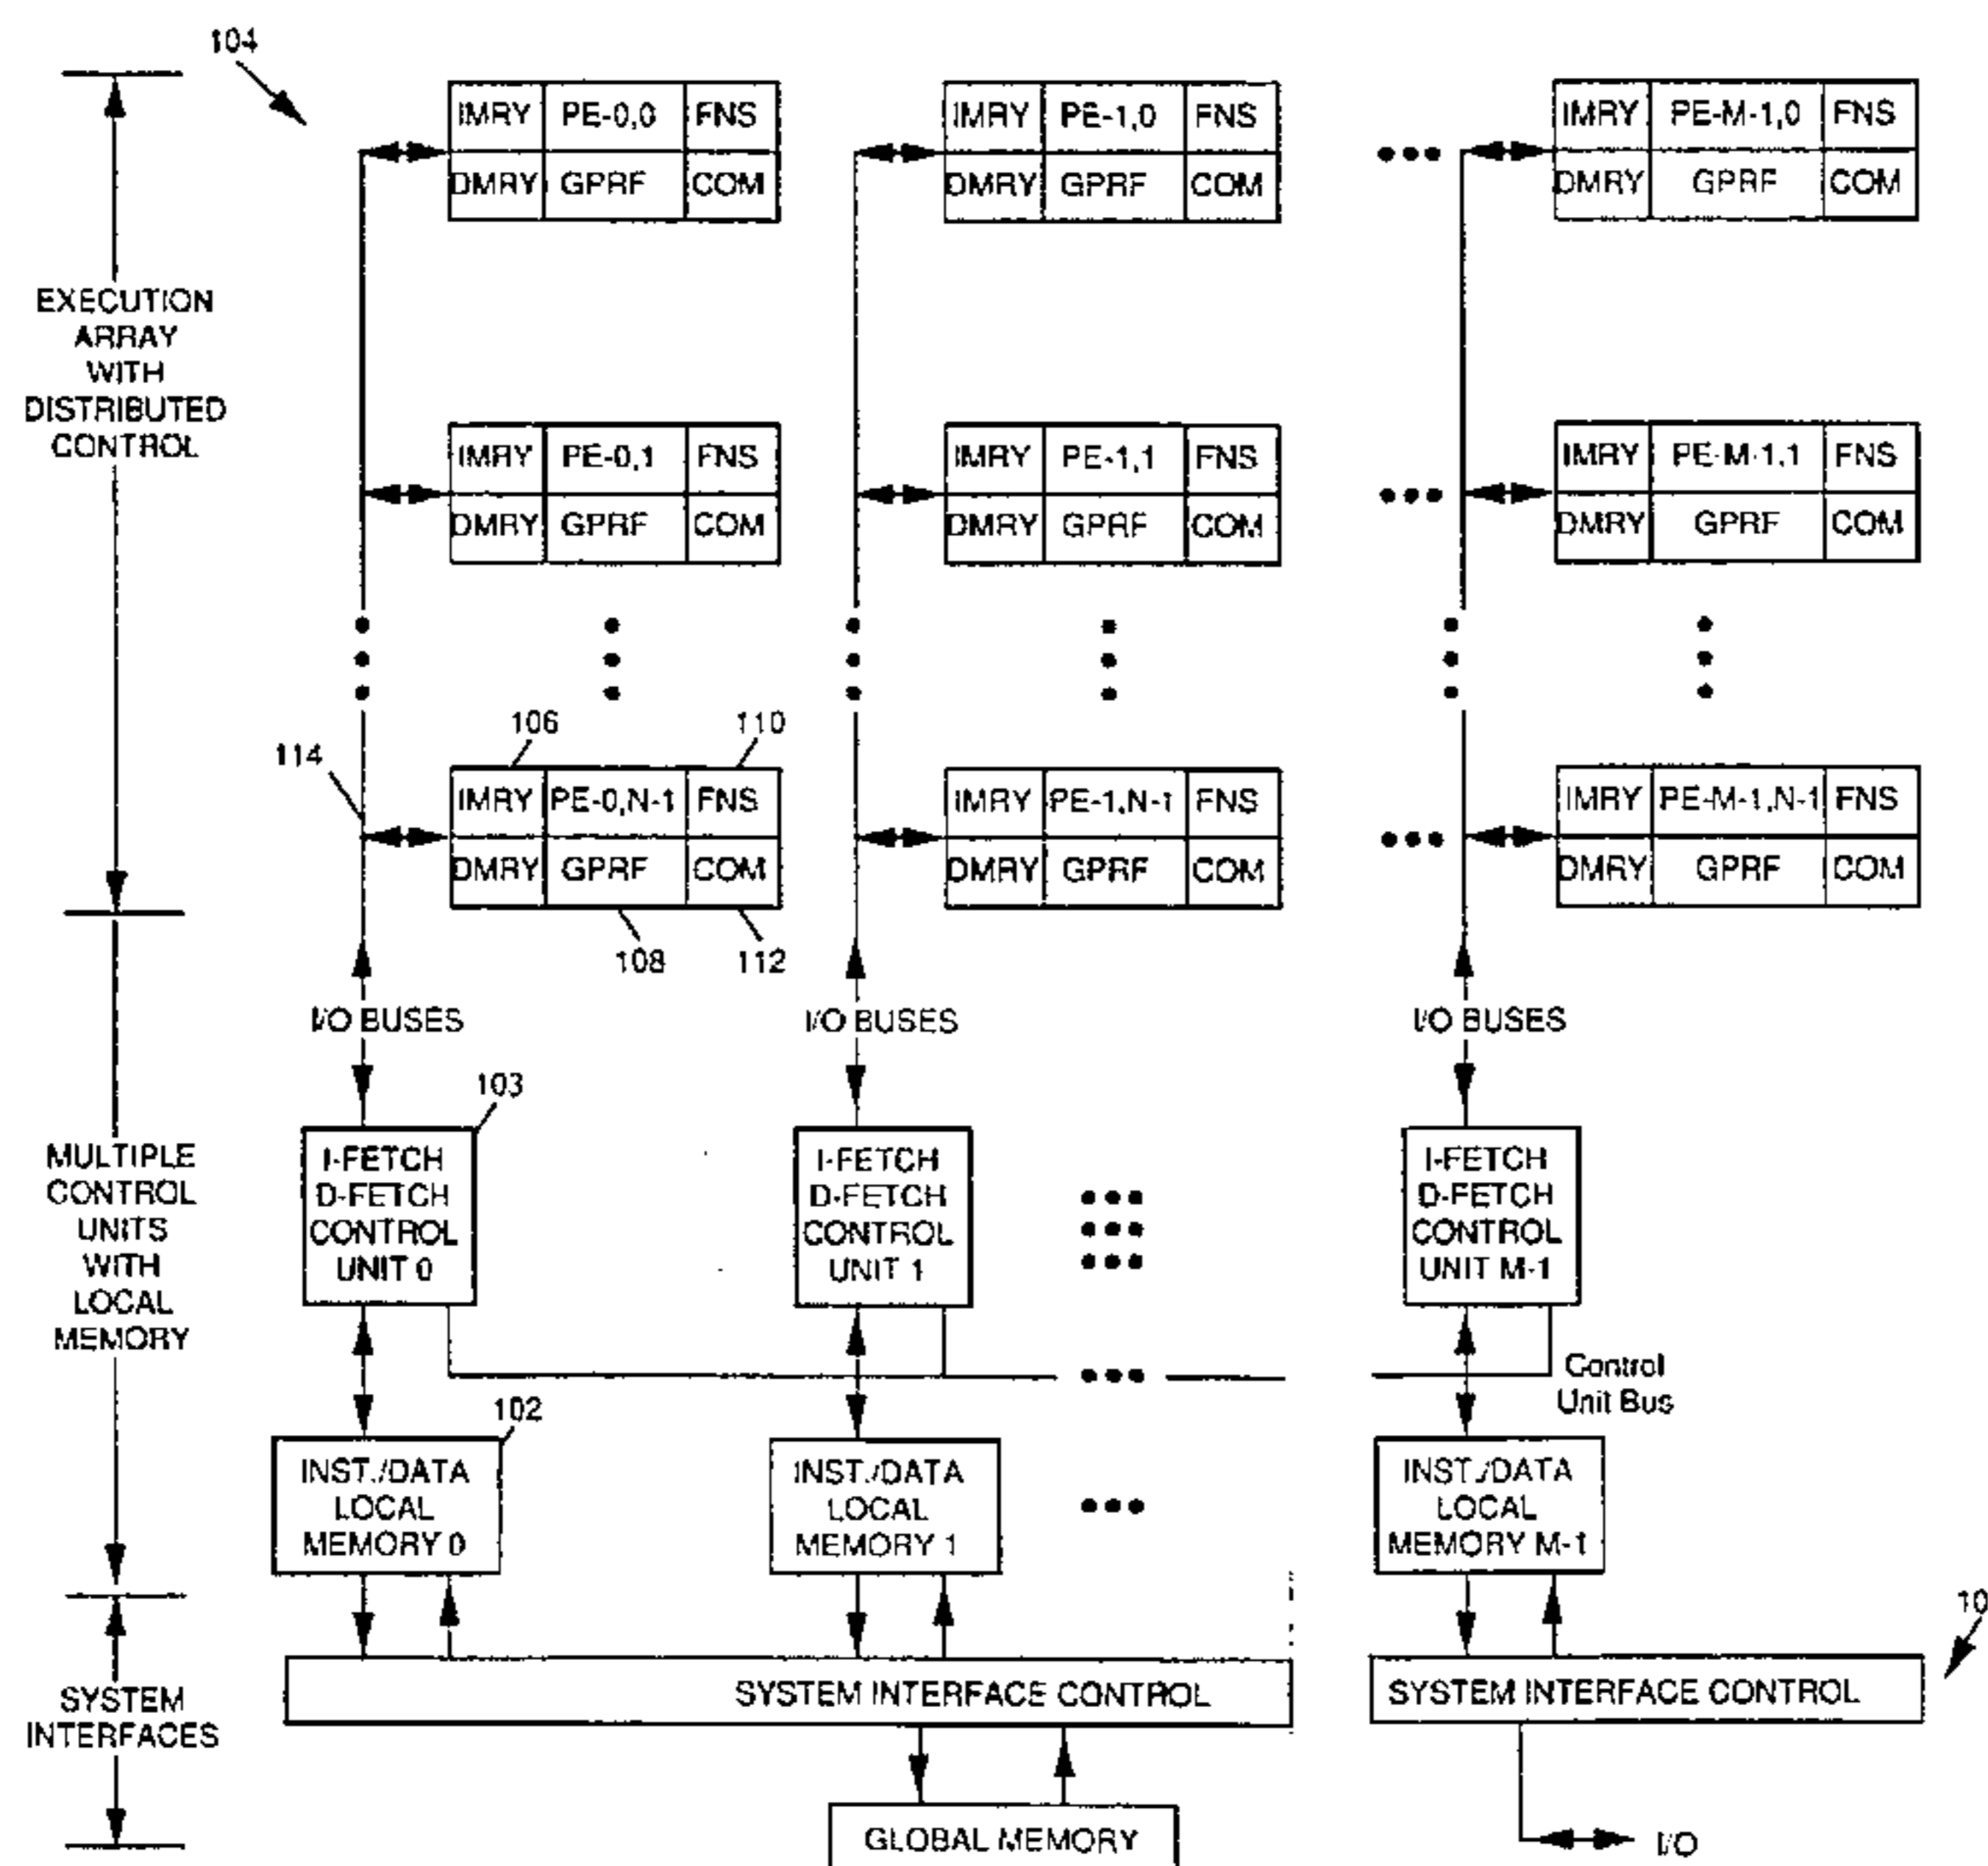 104
IMRY PE-0,0 FNS
DMRY GPRF COM
IMRY PE-1,0 FNS
DMRY GPRF COM
IMRY PE-M-1,0 FNS
DMRY GPRF COM
EXECUTION
ARRAY
WITH
DISTRIBUTED
CONTROL
IMRY PE-0,1 FNS
DMRY GPRF COM
IMRY PE-1,1 FNS
DMRY GPRF COM
IMRY PE-M-1,1 FNS
DMRY GPRF COM
114
106
110
IMRY PE-0,N-1 FNS
DMRY GPRF COM
108
112
IMRY PE-1,N-1 FNS
DMRY GPRF COM
IMRY PE-M-1,N-1 FNS
DMRY GPRF COM
I/O BUSES
I/O BUSES
I/O BUSES
MULTIPLE
CONTROL
UNITS
WITH
LOCAL
MEMORY
103
I-FETCH
D-FETCH
CONTROL
UNIT 0
I-FETCH
D-FETCH
CONTROL
UNIT 1
I-FETCH
D-FETCH
CONTROL
UNIT M-1
Control
Unit Bus
102
INST./DATA
LOCAL
MEMORY 0
INST./DATA
LOCAL
MEMORY 1
INST./DATA
LOCAL
MEMORY M-1
10
SYSTEM
INTERFACES
SYSTEM INTERFACE CONTROL
SYSTEM INTERFACE CONTROL
GLOBAL MEMORY
I/O